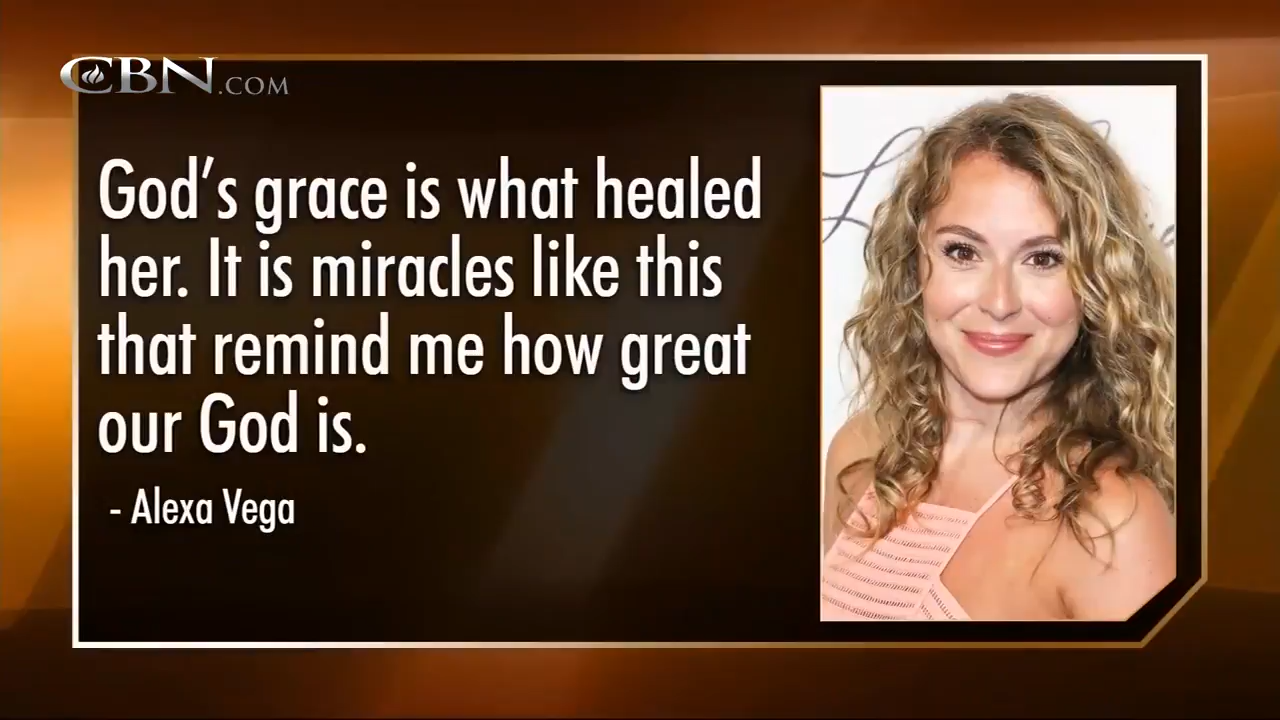 CBN.COM
God’s grace is what healed
her. It is miracles like this
that remind me how great
our God is.
- Alexa Vega